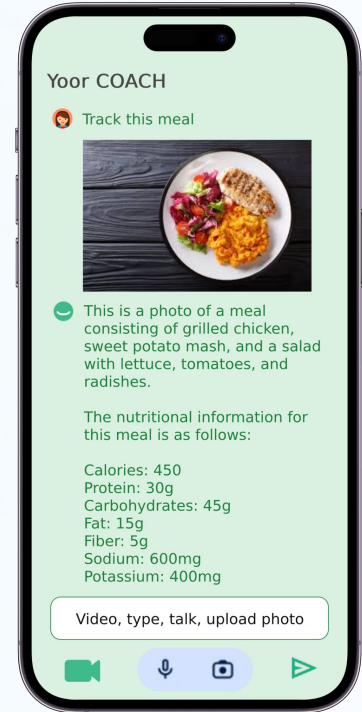 Yoor COACH
Track this meal
This is a photo of a meal
consisting of grilled chicken,
sweet potato mash, and a salad
with lettuce, tomatoes, and
radishes.
The nutritional information for
this meal is as follows:
Calories: 450
Protein: 30g
Carbohydrates: 45g
Fat: 15g
Fiber: 5g
Sodium: 600mg
Potassium: 400mg
Video, type, talk, upload photo